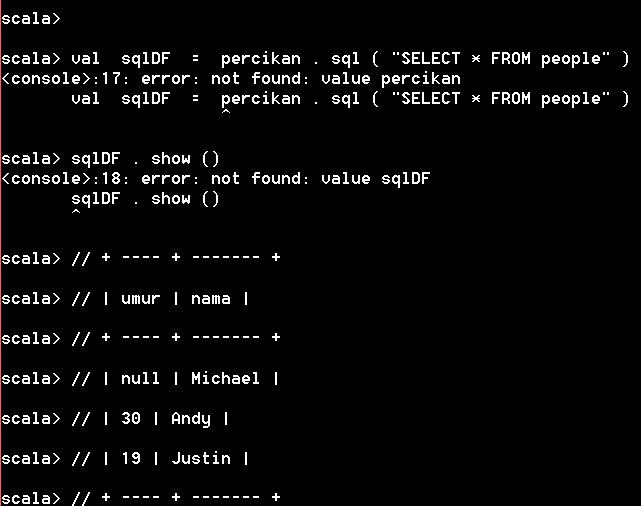 scala>
scala> val  sqlDF  =  percikan . sql ( "SELECT * FROM people" )
<console>:17: error: not found: value percikan
       val  sqlDF  =  percikan . sql ( "SELECT * FROM people" )
                      ^
scala> sqlDF . show ()
<console>:18: error: not found: value sqlDF
       sqlDF . show ()
       ^
scala> // + ---- + ------- +
scala> // | umur | nama |
scala> // + ---- + ------- +
scala> // | null | Michael |
scala> // | 30 | Andy |
scala> // | 19 | Justin |
scala> // + ---- + ------- +